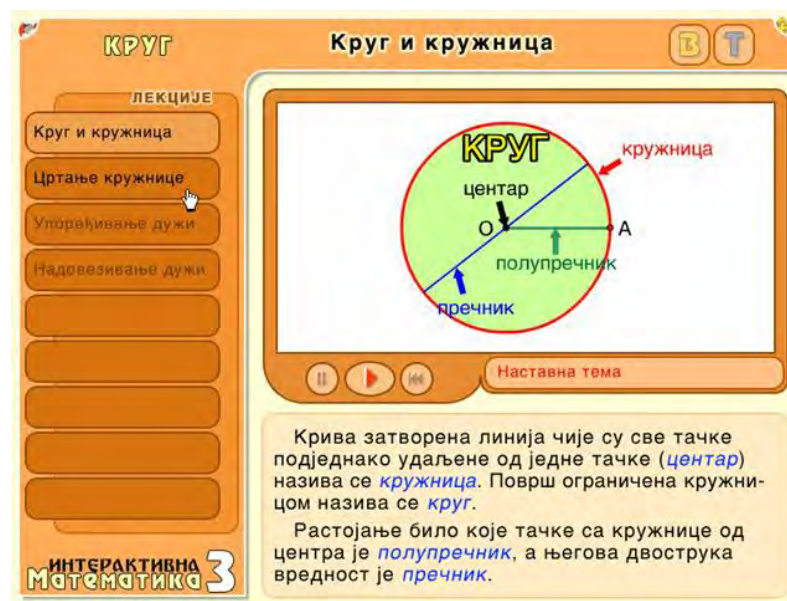 КРУГ
Круг и кружница
В Т
ЛЕКЦИЈЕ
Круг и кружница
Цртање кружнице
Упоређивање дужи
Надовезивање дужи
КРУГ
кружница
центар
О
А
полупречник
пречник
Наставна тема
Крива затворена линија чије су све тачке
подједнако удаљене од једне тачке (центар)
назива се кружница. Површ ограничена кружни-
цом назива се круг.
Растојање било које тачке са кружнице од
центра је полупречник, а његова двострука
вредност је пречник.
ИНТЕРАКТИВНА
Математика 3